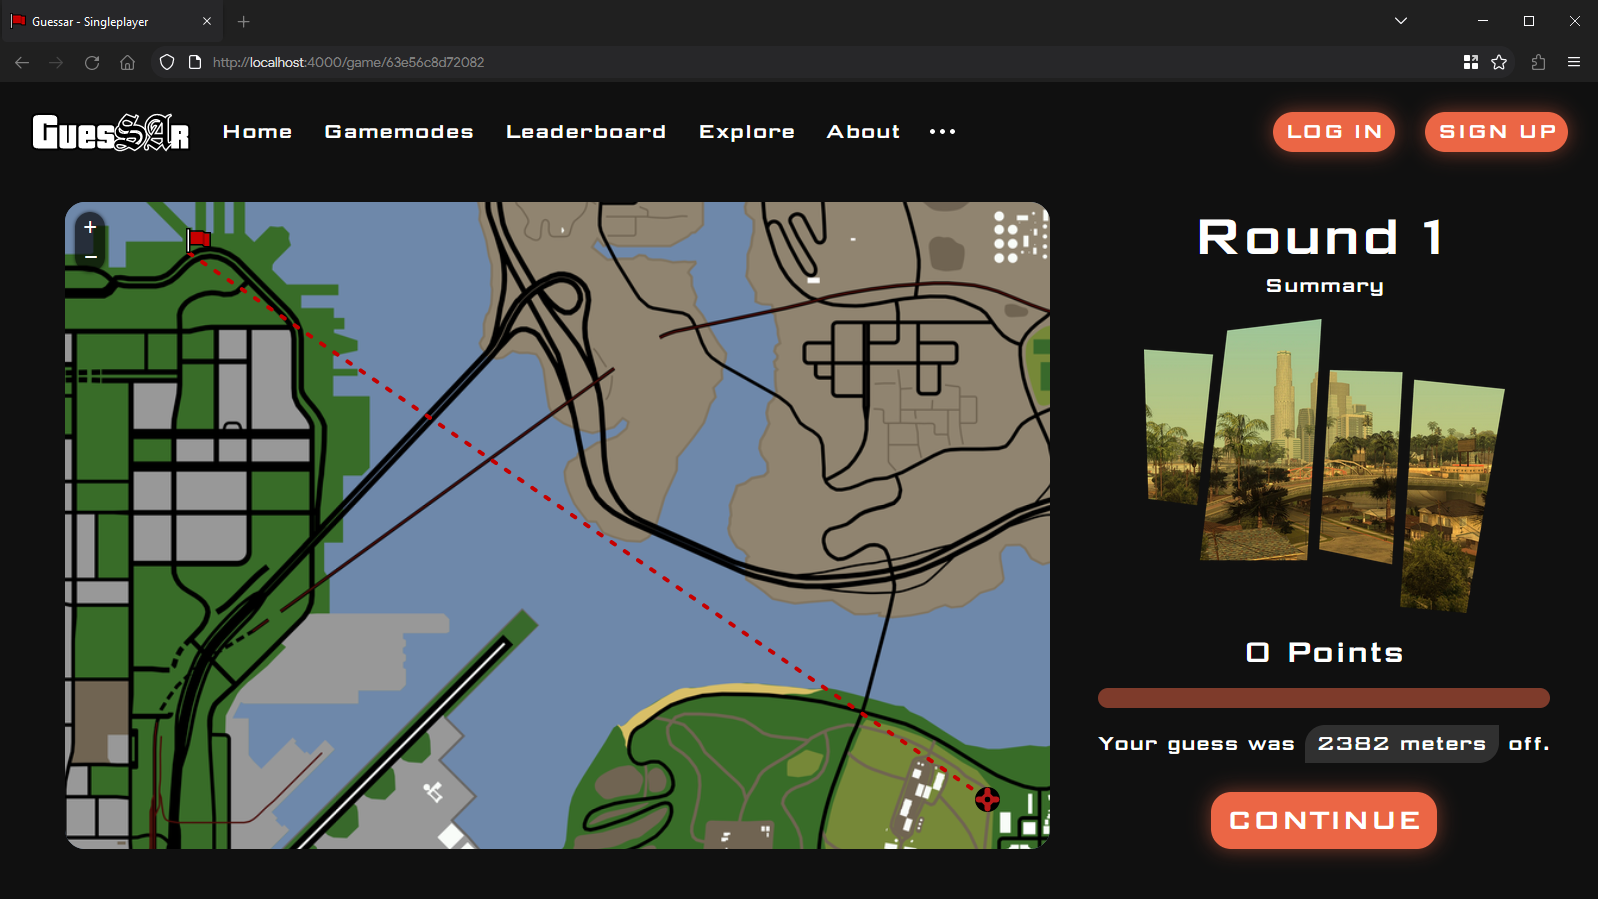 Guessar - Singleplayer
http://localhost:4000/game/63e56c8d72082
GuesSAr
Home
Gamemodes
Leaderboard
Explore
About
LOG IN
SIGN UP
+
−
Round 1
Summary
0 Points
Your guess was 2382 meters off.
CONTINUE